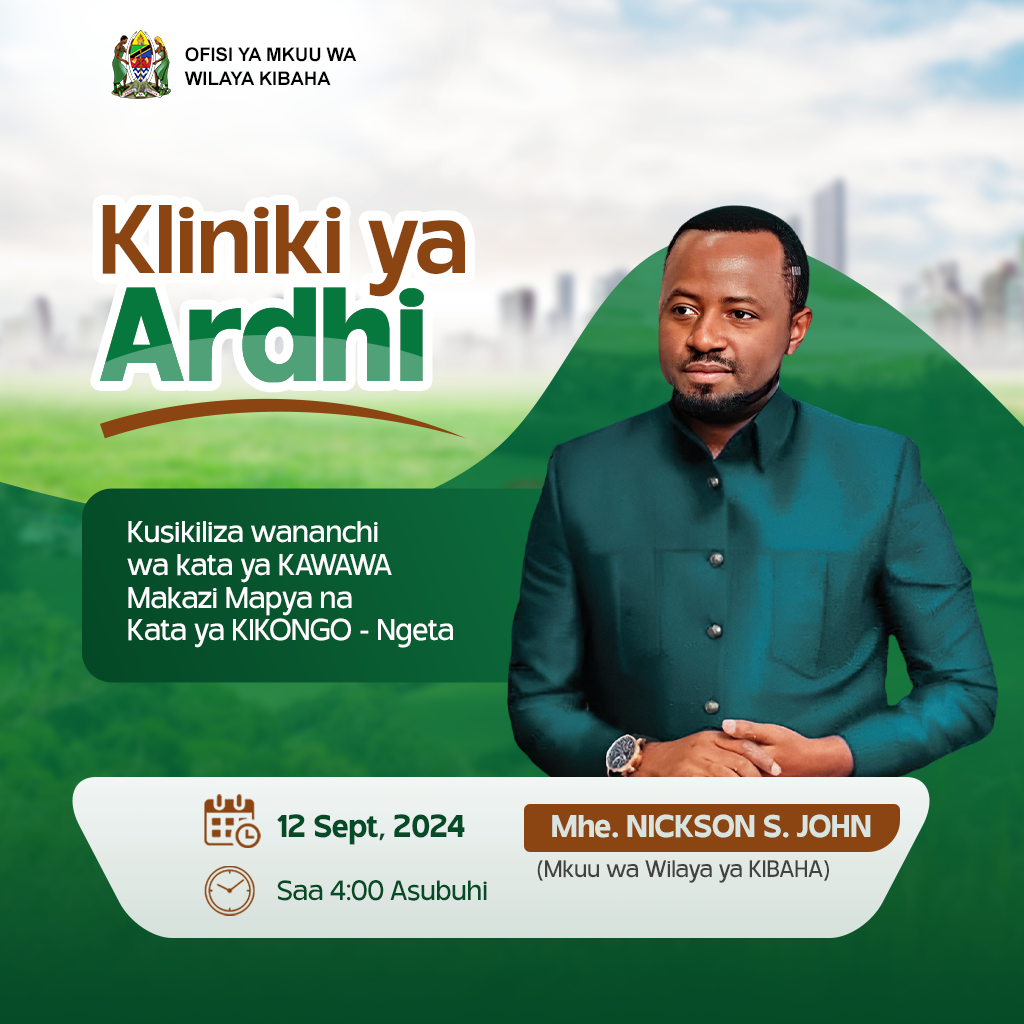 OFISI YA MKUU WA
WILAYA KIBAHA
Kliniki ya
Ardhi
Kusikiliza wananchi
wa kata ya KAWAWA
Makazi Mapya na
Kata ya KIKONGO - Ngeta
12 Sept, 2024
Saa 4:00 Asubuhi
Mhe. NICKSON S. JOHN
(Mkuu wa Wilaya ya KIBAHA)